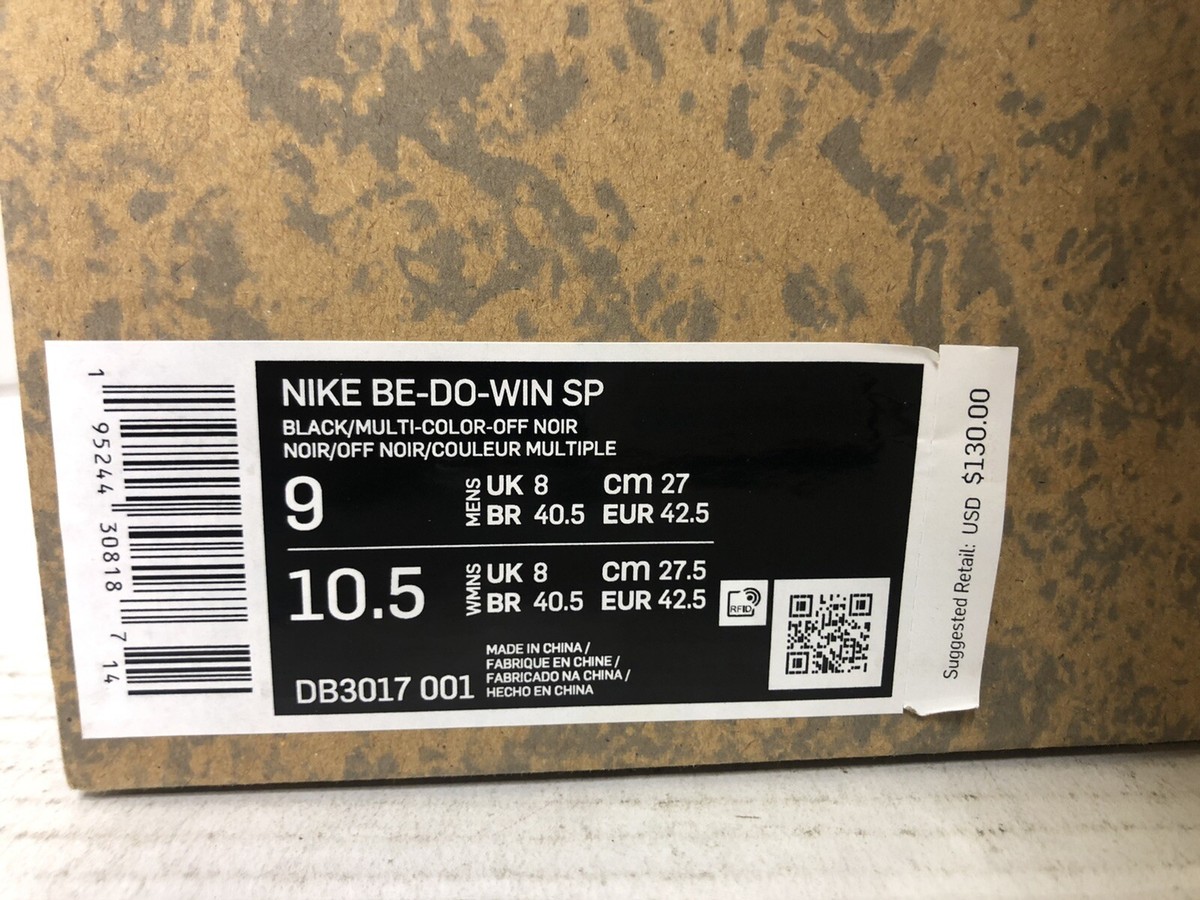 1 95244 30818 7 14
NIKE BE-DO-WIN SP
BLACK/MULTI-COLOR-OFF NOIR
NOIR/OFF NOIR/COULEUR MULTIPLE
9
MENS
UK 8 cm 27
BR 40.5 EUR 42.5
10.5
WMNS
UK 8 cm 27.5
BR 40.5 EUR 42.5
RFID
DB3017 001
MADE IN CHINA /
FABRIQUE EN CHINE /
FABRICADO NA CHINA /
HECHO EN CHINA
Suggested Retail: USD $130.00